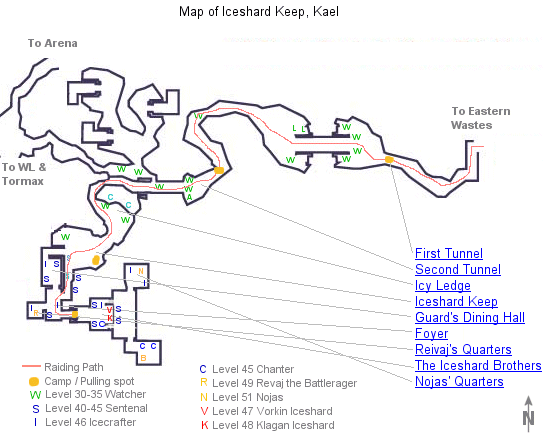 Map of Iceshard Keep, Kael
To Arena
To Eastern
Wastes
To WL &
Tormax
First Tunnel
Second Tunnel
Icy Ledge
Iceshard Keep
Guard's Dining Hall
Foyer
Reivaj's Quarters
The Iceshard Brothers
Nojas' Quarters
Raiding Path
Camp / Pulling spot
W Level 30-35 Watcher
S Level 40-45 Sentenal
I Level 46 Icecrafter
C Level 45 Chanter
R Level 49 Revaj the Battlerager
N Level 51 Nojas
V Level 47 Vorkin Iceshard
K Level 48 Klagan Iceshard
N